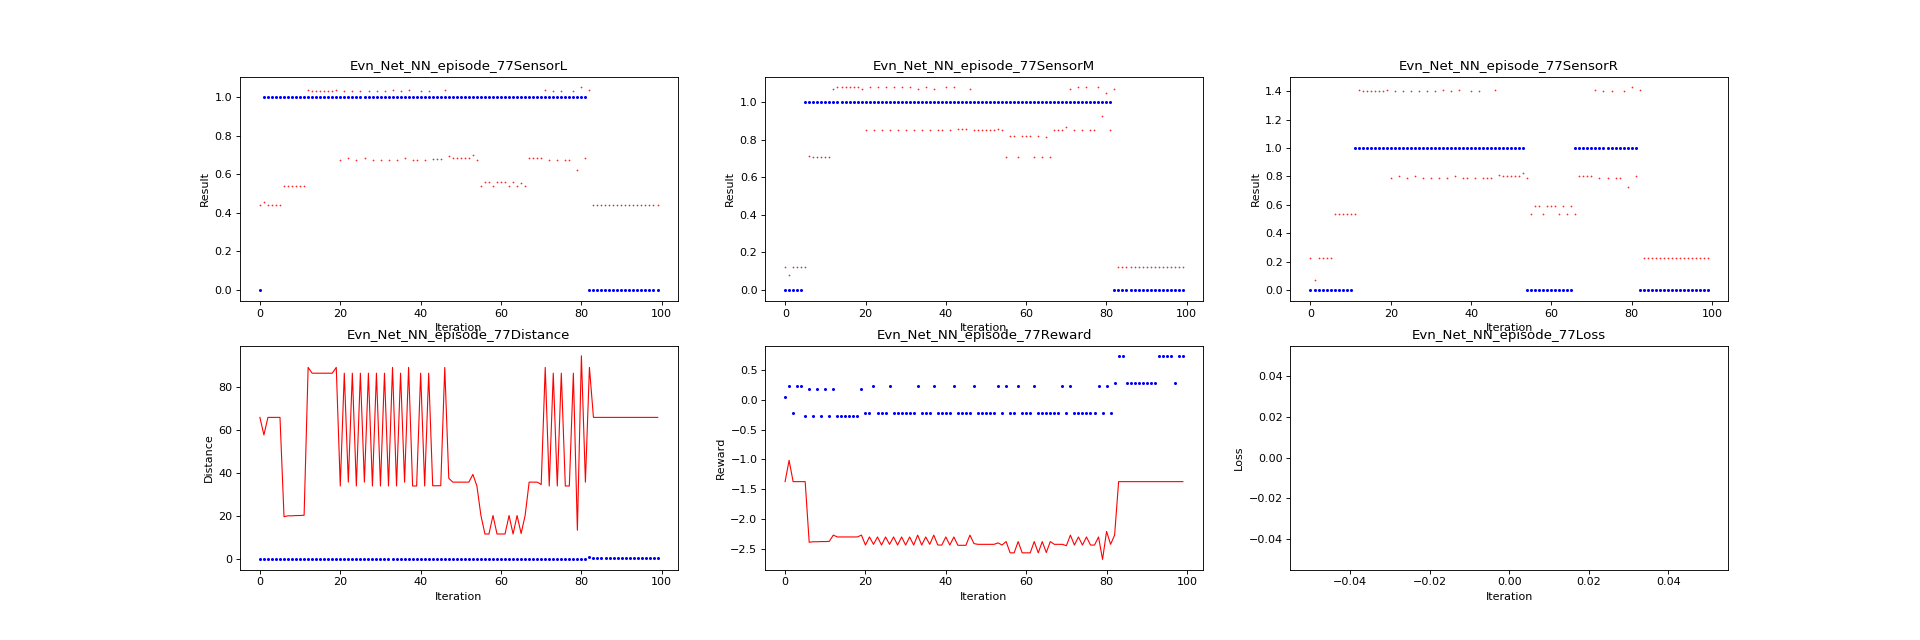 Evn_Net_NN_episode_77SensorL
Result
1.0
0.8
0.6
0.4
0.2
0.0
0 20 40 60 80 100
Iteration
Evn_Net_NN_episode_77SensorM
Result
1.0
0.8
0.6
0.4
0.2
0.0
0 20 40 60 80 100
Iteration
Evn_Net_NN_episode_77SensorR
Result
1.4
1.2
1.0
0.8
0.6
0.4
0.2
0.0
0 20 40 60 80 100
Iteration
Evn_Net_NN_episode_77Distance
Distance
80
60
40
20
0
0 20 40 60 80 100
Iteration
Evn_Net_NN_episode_77Reward
Reward
0.5
0.0
−0.5
−1.0
−1.5
−2.0
−2.5
0 20 40 60 80 100
Iteration
Evn_Net_NN_episode_77Loss
Loss
0.04
0.02
0.00
−0.02
−0.04
−0.04 −0.02 0.00 0.02 0.04
Iteration